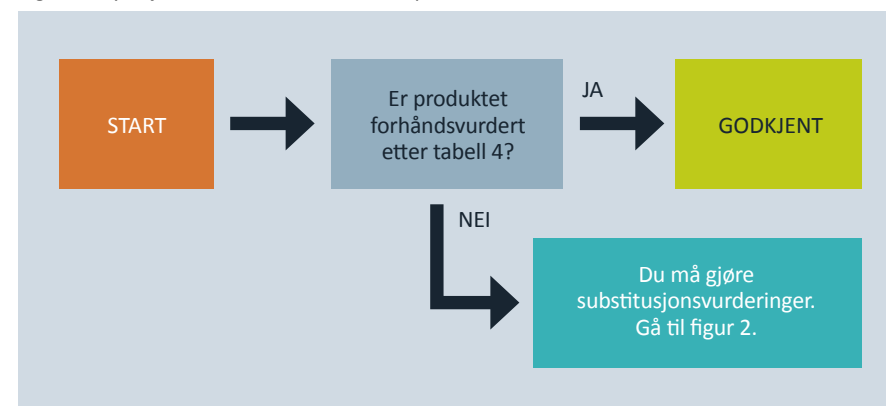 START
Er produktet
forhåndsvurdert
etter tabell 4?
JA
GODKJENT
NEI
Du må gjøre
substitusjonsvurderinger.
Gå til figur 2.